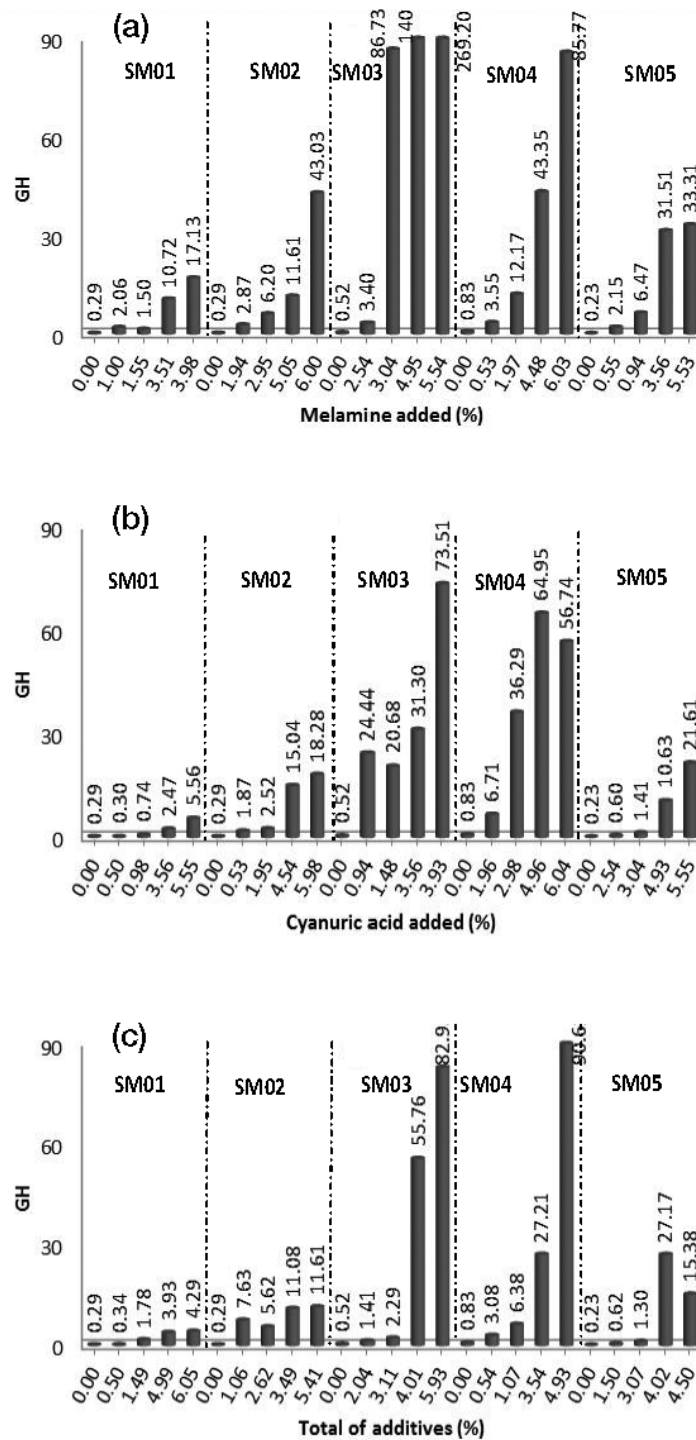 (a)
SM01 SM02 SM03 SM04 SM05
90
60
30
0
GH
0.29 2.06 1.50 10.72 17.13 0.29 2.87 6.20 11.61 43.03 0.52 3.40 86.73 1.40 269.20 0.83 3.55 12.17 43.35 85.77 0.23 2.15 6.47 31.51 33.31
0.00 1.00 1.55 3.51 3.98 0.00 1.94 2.95 5.05 6.00 0.00 2.54 3.04 4.95 5.54 0.00 0.53 1.97 4.48 6.03 0.00 0.55 0.94 3.56 5.53
Melamine added (%)
(b)
SM01 SM02 SM03 SM04 SM05
90
60
30
0
GH
0.29 0.30 0.74 2.47 5.56 0.29 1.87 2.52 15.04 18.28 0.52 24.44 20.68 31.30 73.51 0.83 6.71 36.29 64.95 56.74 0.23 0.60 1.41 10.63 21.61
0.00 0.50 0.98 3.56 5.55 0.00 0.53 1.95 4.54 5.98 0.00 0.94 1.48 3.56 3.93 0.00 1.96 2.98 4.96 6.04 0.00 2.54 3.04 4.93 5.55
Cyanuric acid added (%)
(c)
SM01 SM02 SM03 SM04 SM05
90
60
30
0
GH
0.29 0.34 1.78 3.93 4.29 0.29 7.63 5.62 11.08 11.61 0.52 1.41 2.29 55.76 82.9 0.83 3.08 6.38 27.21 90.6 0.23 0.62 1.30 27.17 15.38
0.00 0.50 1.49 4.99 6.05 0.00 1.06 2.62 3.49 5.41 0.00 2.04 3.11 4.01 5.93 0.00 0.54 1.07 3.54 4.93 0.00 1.50 3.07 4.02 4.50
Total of additives (%)